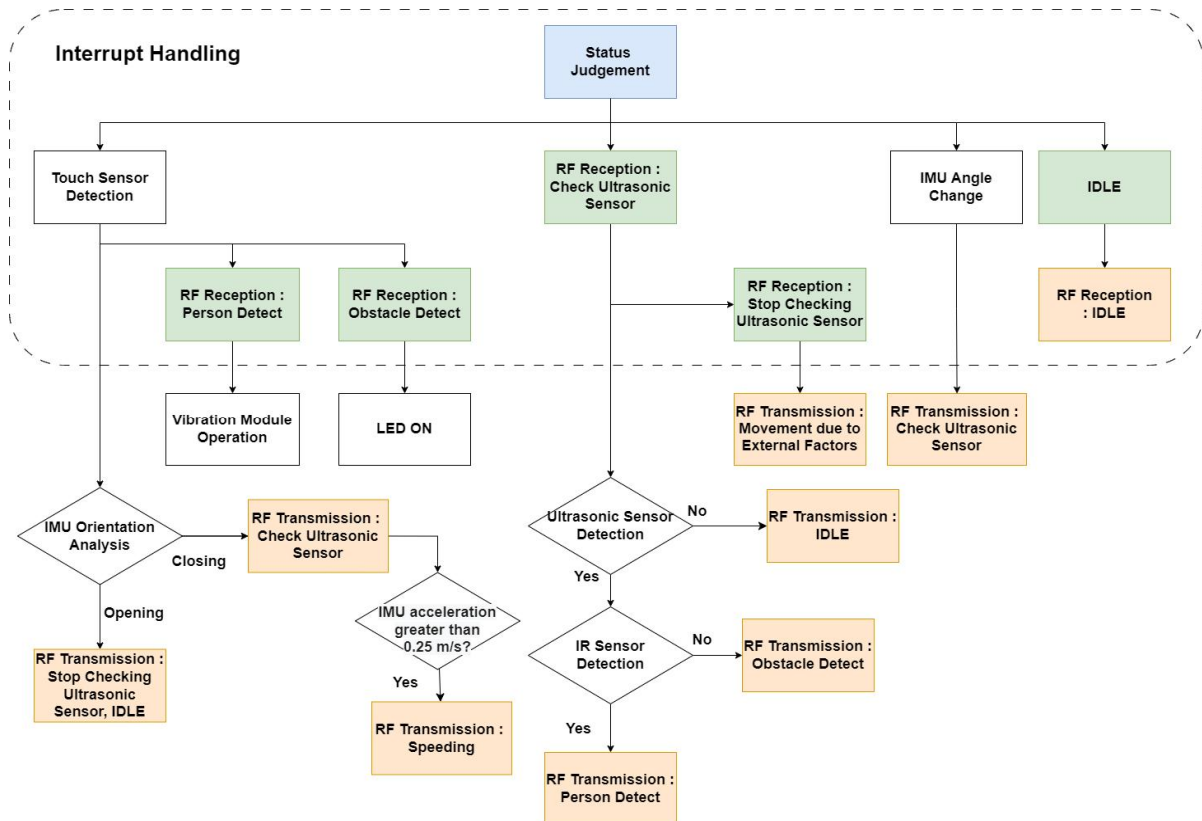 Interrupt Handling
Status
Judgement
Touch Sensor
Detection
RF Reception :
Check Ultrasonic
Sensor
IMU Angle
Change
IDLE
RF Reception :
Person Detect
RF Reception :
Obstacle Detect
RF Reception :
Stop Checking
Ultrasonic Sensor
RF Reception
: IDLE
Vibration Module
Operation
LED ON
RF Transmission :
Movement due to
External Factors
RF Transmission :
Check Ultrasonic
Sensor
IMU Orientation
Analysis
Closing
RF Transmission :
Check Ultrasonic
Sensor
Ultrasonic Sensor
Detection
No
RF Transmission :
IDLE
Yes
Opening
IMU acceleration
greater than
0.25 m/s?
IR Sensor
Detection
No
RF Transmission :
Obstacle Detect
RF Transmission :
Stop Checking
Ultrasonic
Sensor, IDLE
Yes
RF Transmission :
Speeding
Yes
RF Transmission :
Person Detect